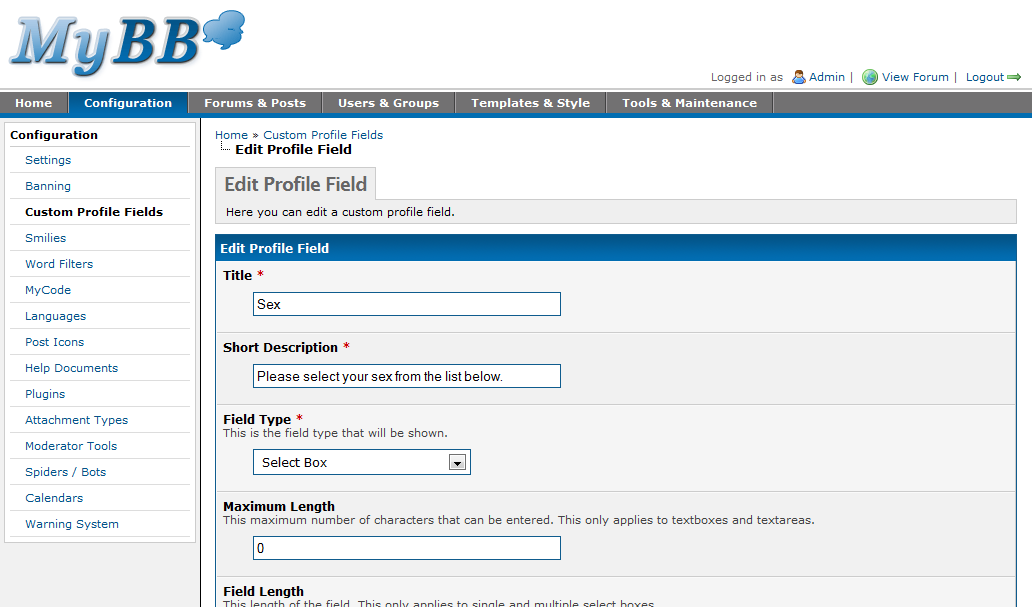 MyBB
Logged in as Admin | View Forum | Logout
Home Configuration Forums & Posts Users & Groups Templates & Style Tools & Maintenance
Configuration
Settings
Banning
Custom Profile Fields
Smilies
Word Filters
MyCode
Languages
Post Icons
Help Documents
Plugins
Attachment Types
Moderator Tools
Spiders / Bots
Calendars
Warning System
Home » Custom Profile Fields
Edit Profile Field
Edit Profile Field
Here you can edit a custom profile field.
Edit Profile Field
Title *
Sex
Short Description *
Please select your sex from the list below.
Field Type *
This is the field type that will be shown.
Select Box
Maximum Length
This maximum number of characters that can be entered. This only applies to textboxes and textareas.
0
Field Length
This length of the field. This only applies to single and multiple select boxes.